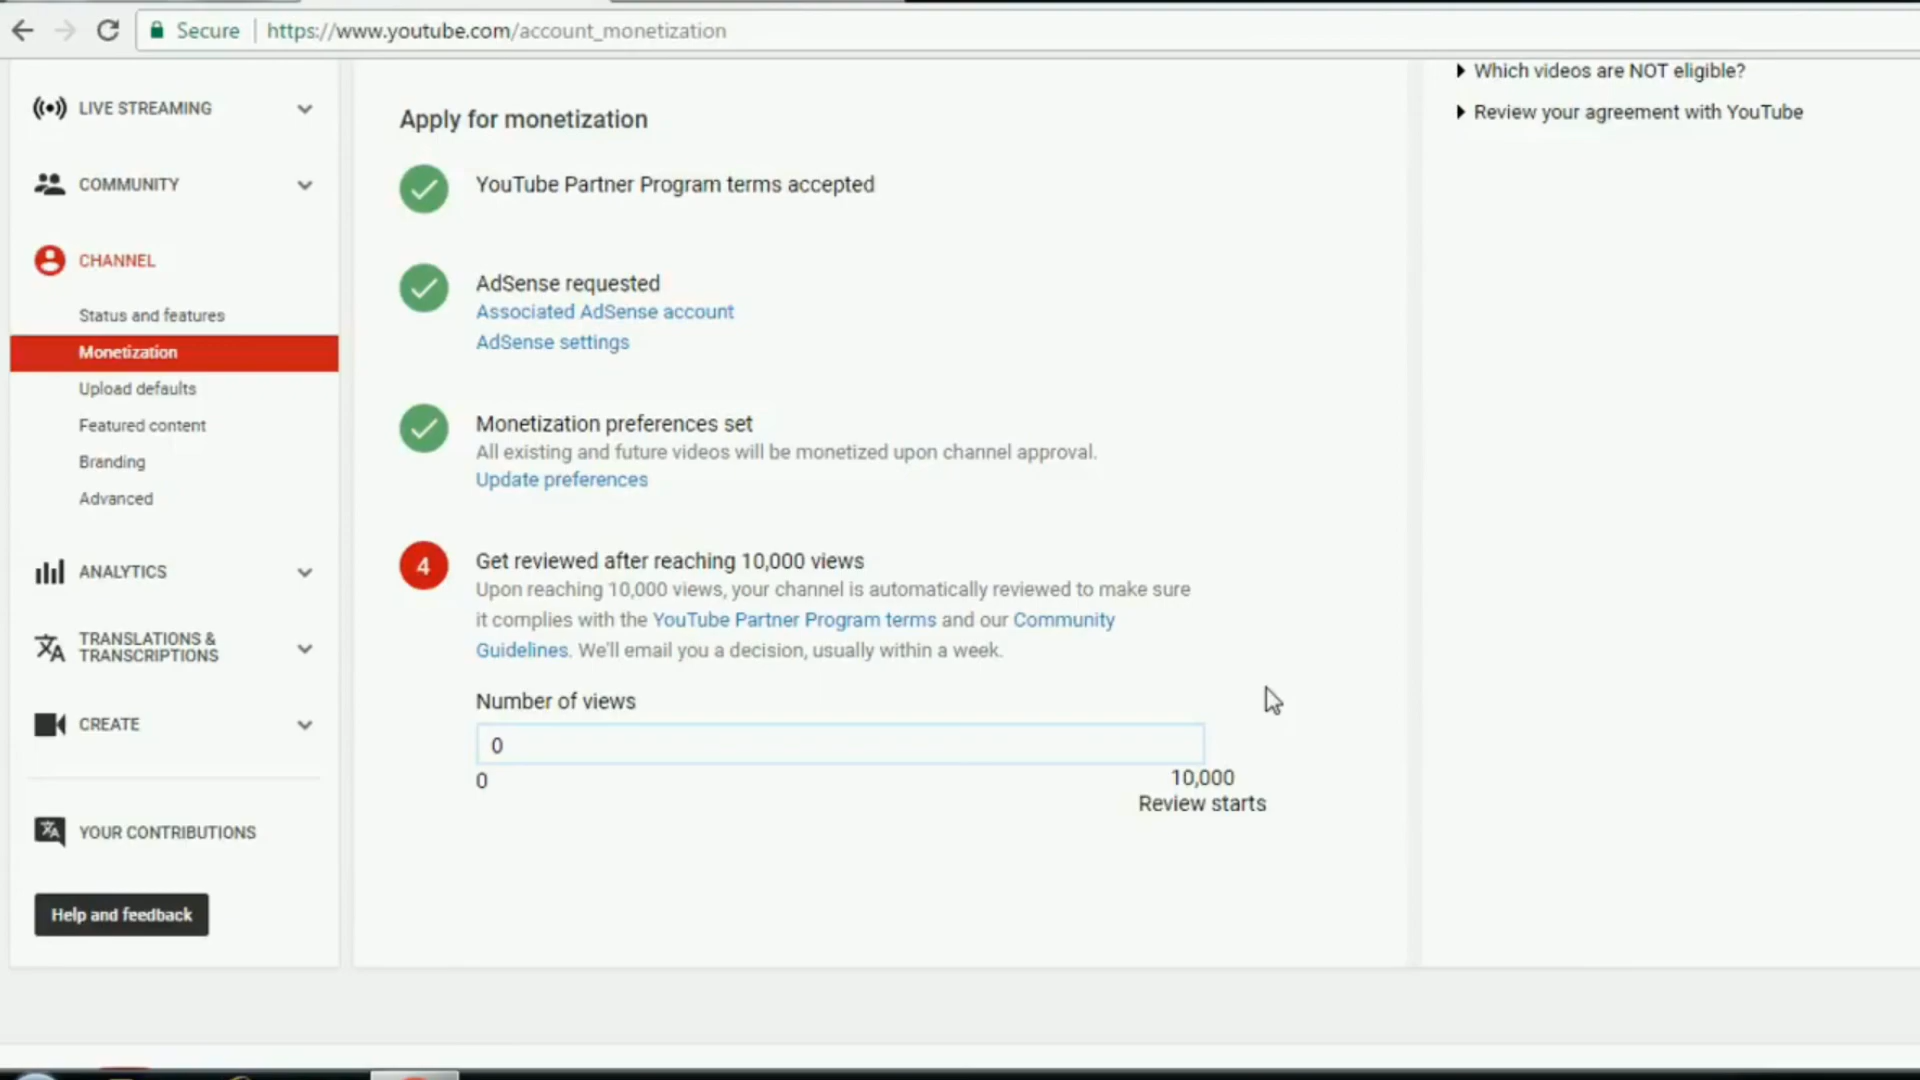 Secure https://www.youtube.com/account_monetization
LIVE STREAMING
COMMUNITY
CHANNEL
Status and features
Monetization
Upload defaults
Featured content
Branding
Advanced
ANALYTICS
TRANSLATIONS &
TRANSCRIPTIONS
CREATE
YOUR CONTRIBUTIONS
Help and feedback
Apply for monetization
YouTube Partner Program terms accepted
AdSense requested
Associated AdSense account
AdSense settings
Monetization preferences set
All existing and future videos will be monetized upon channel approval.
Update preferences
4
Get reviewed after reaching 10,000 views
Upon reaching 10,000 views, your channel is automatically reviewed to make sure
it complies with the YouTube Partner Program terms and our Community
Guidelines. We'll email you a decision, usually within a week.
Number of views
0
0
10,000
Review starts
Which videos are NOT eligible?
Review your agreement with YouTube